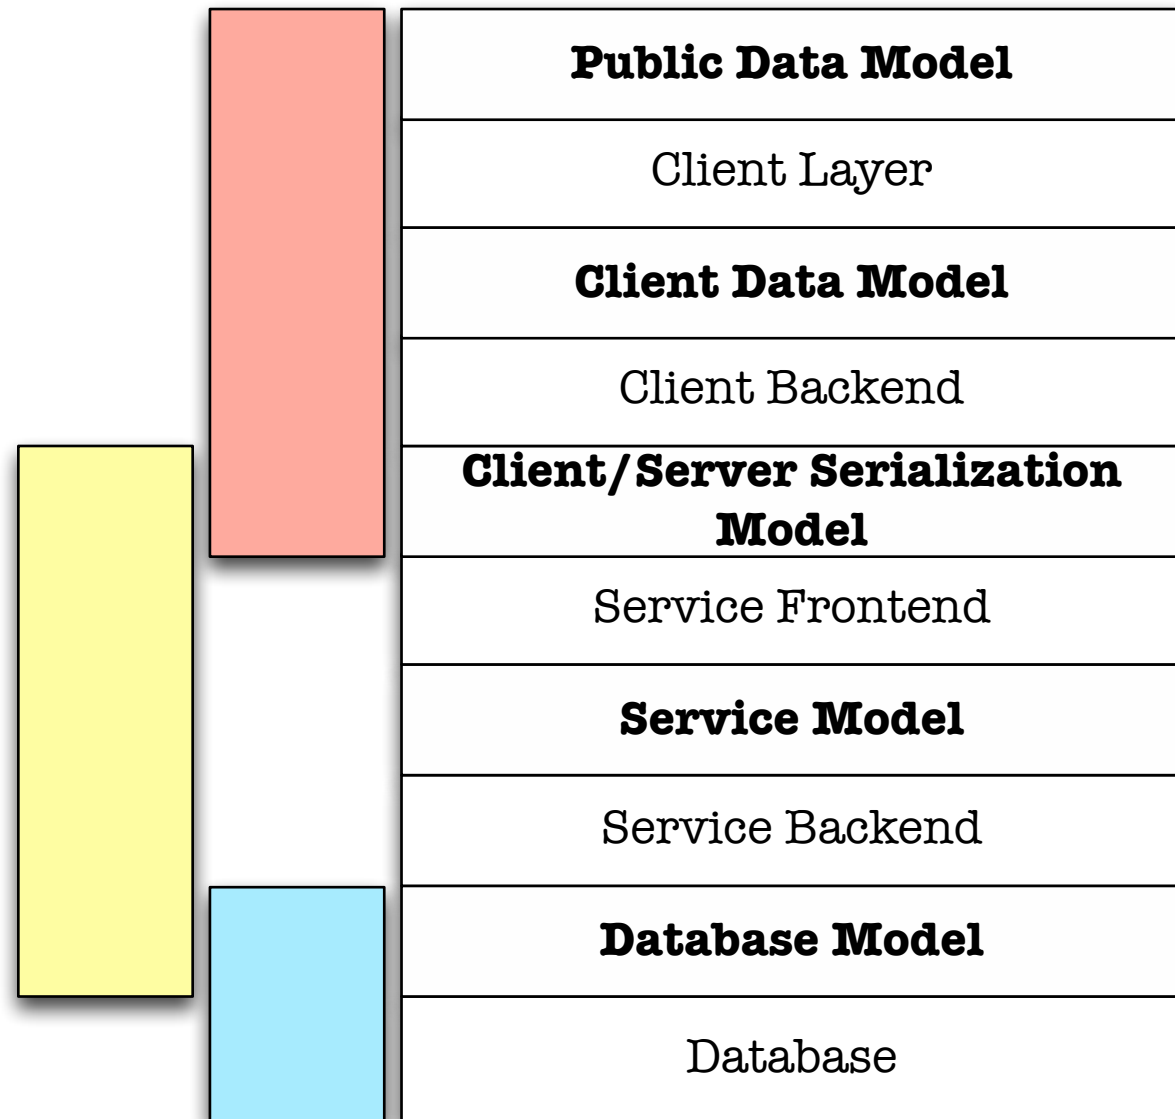 Public Data Model
Client Layer
Client Data Model
Client Backend
Client/Server Serialization
Model
Service Frontend
Service Model
Service Backend
Database Model
Database